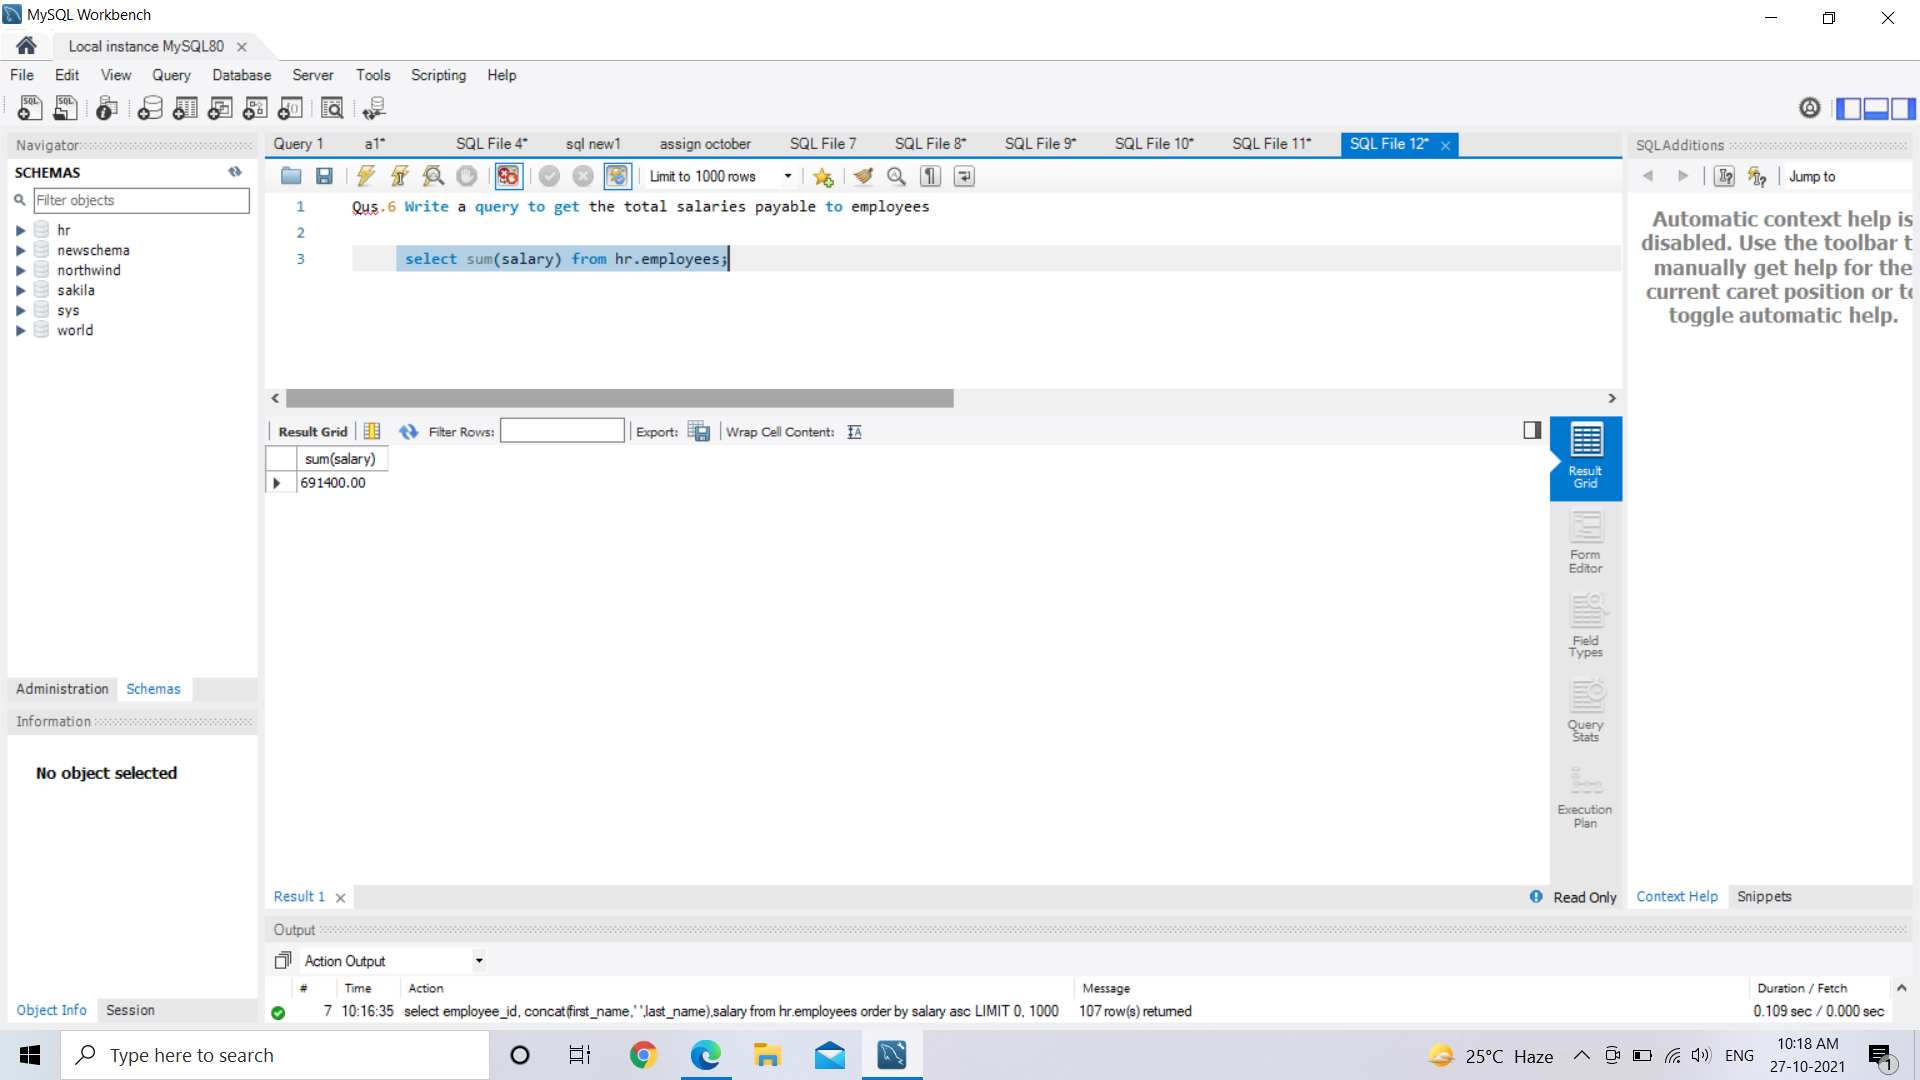 MySQL Workbench
Local instance MySQL80
File Edit View Query Database Server Tools Scripting Help
Navigator
SCHEMAS
Filter objects
hr
newschema
northwind
sakila
sys
world
Administration Schemas
Information
No object selected
Object Info Session
Query 1 a1* SQL File 4* sql new1 assign october SQL File 7 SQL File 8* SQL File 9* SQL File 10* SQL File 11* SQL File 12*
Limit to 1000 rows
1 Qus.6 Write a query to get the total salaries payable to employees
2
3 select sum(salary) from hr.employees;
Result Grid Filter Rows: Export: Wrap Cell Content:
sum(salary)
691400.00
Result Grid
Form Editor
Field Types
Query Stats
Execution Plan
Result 1 Read Only
Output
Action Output
# Time Action Message Duration / Fetch
7 10:16:35 select employee_id, concat(first_name,' ',last_name),salary from hr.employees order by salary asc LIMIT 0, 1000 107 row(s) returned 0.109 sec / 0.000 sec
SQLAdditions
Jump to
Automatic context help is
disabled. Use the toolbar t
manually get help for the
current caret position or to
toggle automatic help.
Context Help Snippets
Type here to search
25°C Haze ENG 10:18 AM
27-10-2021
1